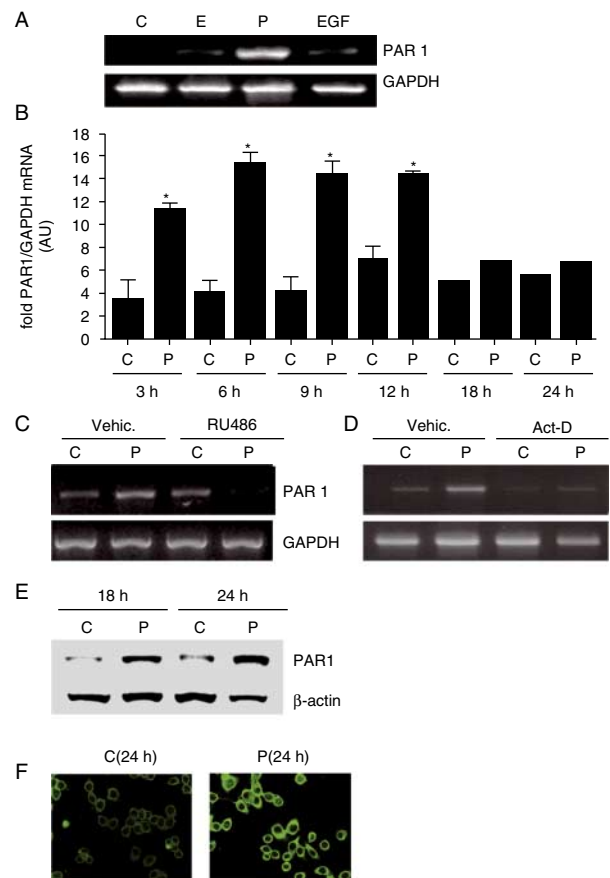 A
C E P EGF
PAR 1
GAPDH
B
fold PAR1/GAPDH mRNA
(AU)
18
16
14
12
10
8
6
4
2
0
* * * *
C P C P C P C P C P C P
3 h 6 h 9 h 12 h 18 h 24 h
C
Vehic. RU486
C P C P
PAR 1
GAPDH
D
Vehic. Act-D
C P C P
E
18 h 24 h
C P C P
PAR1
β-actin
F
C(24 h) P(24 h)